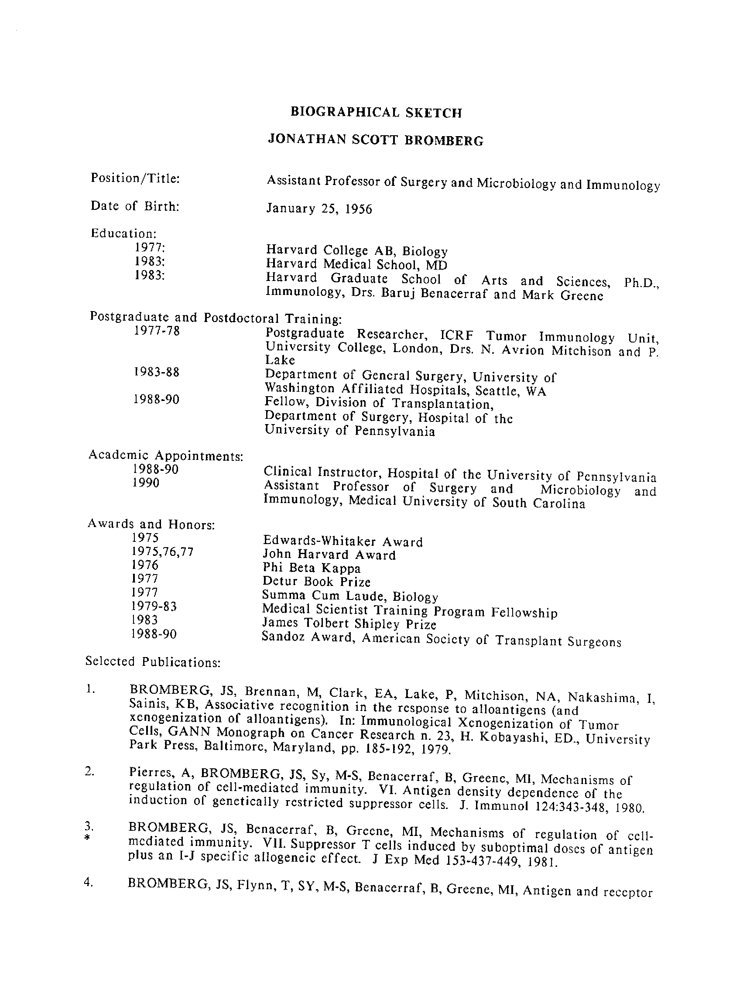 BIOGRAPHICAL SKETCH
JONATHAN SCOTT BROMBERG
Position/Title: Assistant Professor of Surgery and Microbiology and Immunology
Date of Birth: January 25, 1956
Education:
1977: Harvard College AB, Biology
1983: Harvard Medical School, MD
1983: Harvard Graduate School of Arts and Sciences, Ph.D.,
Immunology, Drs. Baruj Benacerraf and Mark Greene
Postgraduate and Postdoctoral Training:
1977-78 Postgraduate Researcher, ICRF Tumor Immunology Unit,
University College, London, Drs. N. Avrion Mitchison and P.
Lake
1983-88 Department of General Surgery, University of
Washington Affiliated Hospitals, Seattle, WA
1988-90 Fellow, Division of Transplantation,
Department of Surgery, Hospital of the
University of Pennsylvania
Academic Appointments:
1988-90 Clinical Instructor, Hospital of the University of Pennsylvania
1990 Assistant Professor of Surgery and Microbiology and
Immunology, Medical University of South Carolina
Awards and Honors:
1975 Edwards-Whitaker Award
1975,76,77 John Harvard Award
1976 Phi Beta Kappa
1977 Detur Book Prize
1977 Summa Cum Laude, Biology
1979-83 Medical Scientist Training Program Fellowship
1983 James Tolbert Shipley Prize
1988-90 Sandoz Award, American Society of Transplant Surgeons
Selected Publications:
1. BROMBERG, JS, Brennan, M, Clark, EA, Lake, P, Mitchison, NA, Nakashima, I,
Sainis, KB, Associative recognition in the response to alloantigens (and
xenogenization of alloantigens). In: Immunological Xenogenization of Tumor
Cells, GANN Monograph on Cancer Research n. 23, H. Kobayashi, ED., University
Park Press, Baltimore, Maryland, pp. 185-192, 1979.
2. Pierres, A, BROMBERG, JS, Sy, M-S, Benacerraf, B, Greene, MI, Mechanisms of
regulation of cell-mediated immunity. VI. Antigen density dependence of the
induction of genetically restricted suppressor cells. J. Immunol 124:343-348, 1980.
3. BROMBERG, JS, Benacerraf, B, Greene, MI, Mechanisms of regulation of cell-
* mediated immunity. VII. Suppressor T cells induced by suboptimal doses of antigen
plus an I-J specific allogeneic effect. J Exp Med 153-437-449, 1981.
4. BROMBERG, JS, Flynn, T, SY, M-S, Benacerraf, B, Greene, MI, Antigen and receptor